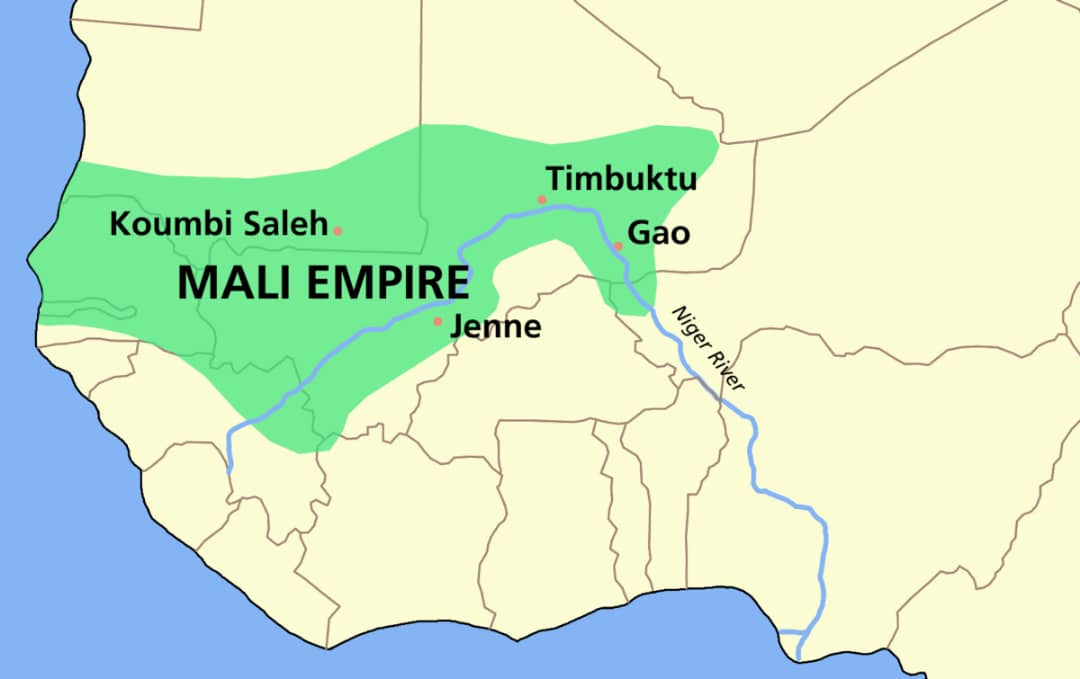 Timbuktu
Koumbi Saleh
Gao
MALI EMPIRE
Jenne
Niger River